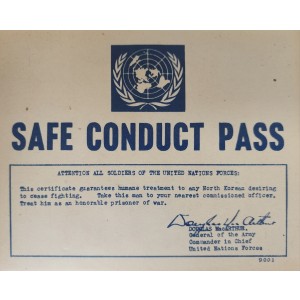 SAFE CONDUCT PASS
ATTENTION ALL SOLDIERS OF THE UNITED NATIONS FORCES:
This certificate guarantees humane treatment to any North Korean desiring
to cease fighting. Take this man to your nearest commissioned officer.
Treat him as an honorable prisoner of war.
Douglas MacArthur
DOUGLAS MacARTHUR
General of the Army
Commander in Chief
United Nations Forces